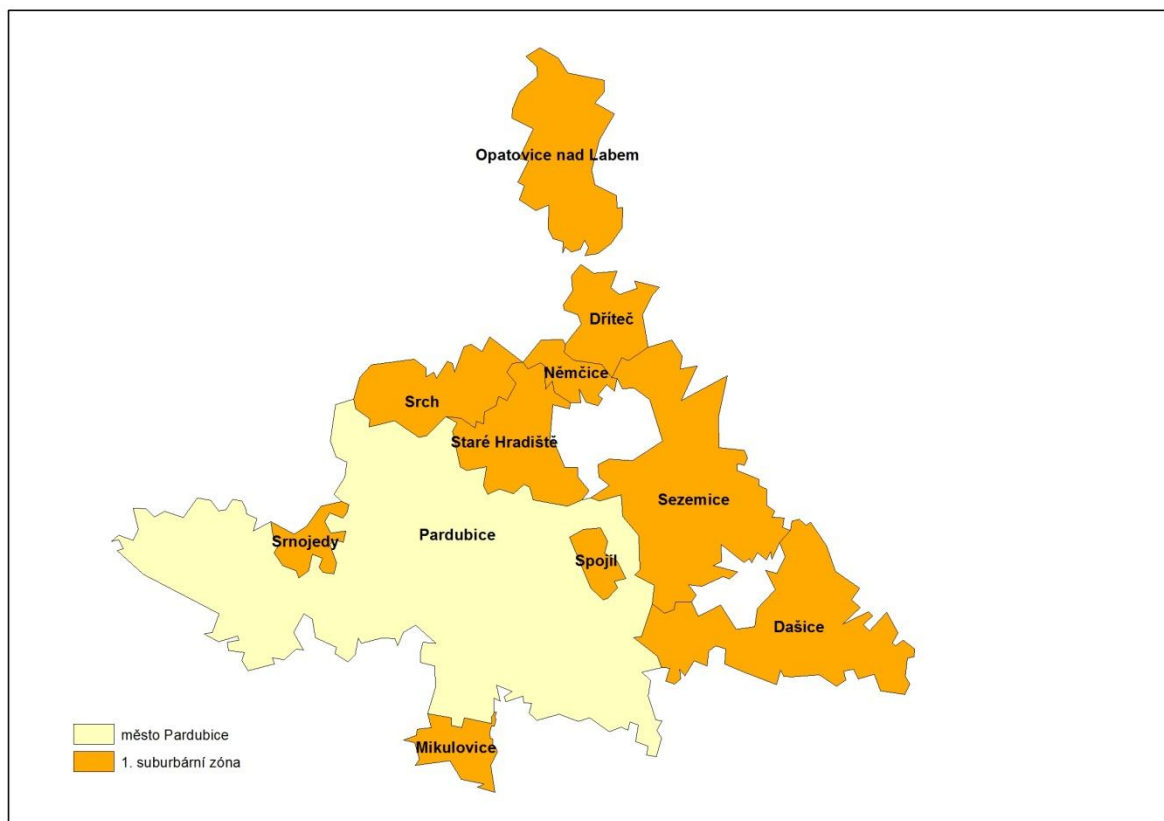 Opatovice nad Labem
Dříteč
Němčice
Srch
Staré Hradiště
Sezemice
Pardubice
Srnojedy
Spojil
Dašice
město Pardubice
Mikulovice
1. suburbární zóna